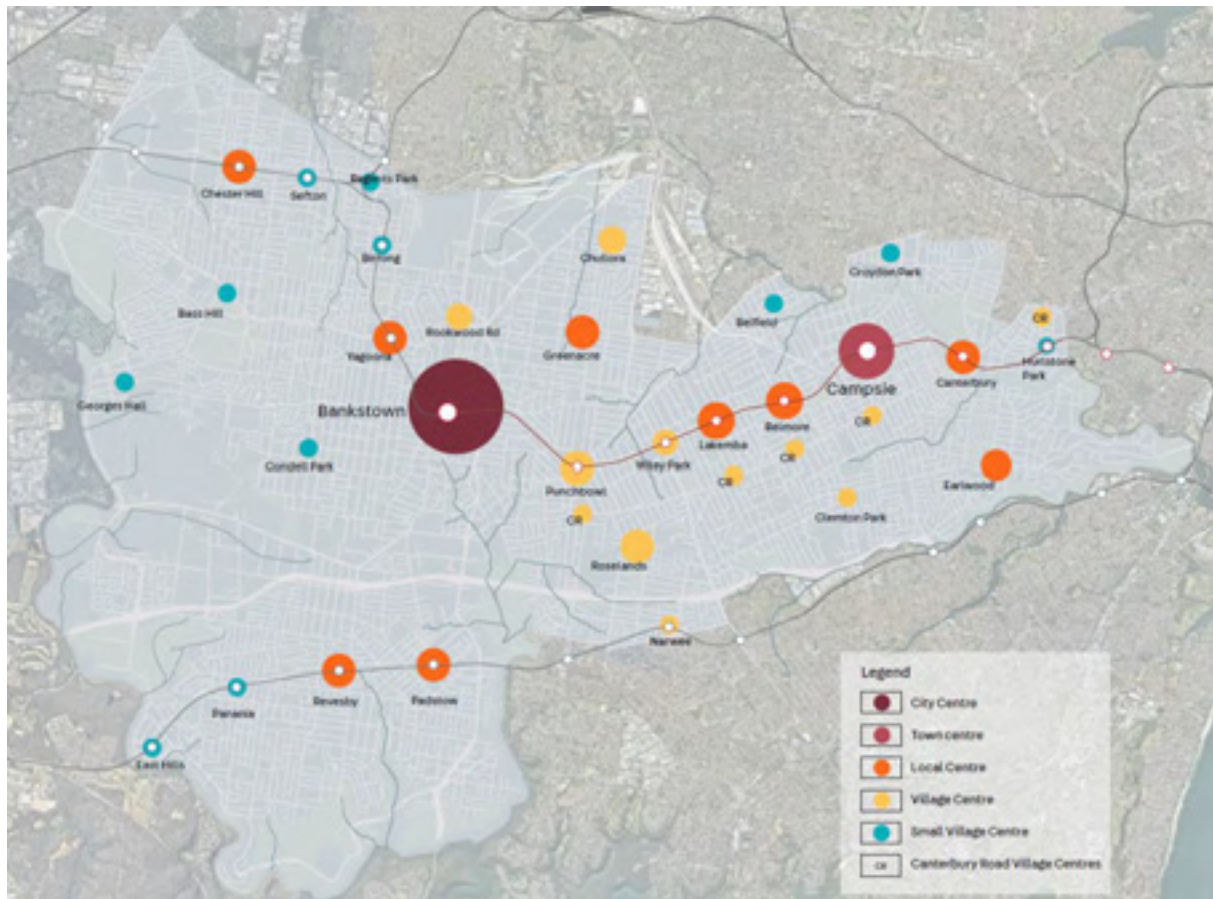 Chester Hill
Sefton
Regents Park
Birrong
Chullora
Croydon Park
Bass Hill
Rookwood Rd
Belfield
CR
Yagoona
Greenacre
Hurlstone
Park
Campsie
Canterbury
Georges Hall
Bankstown
Belmore
CR
Lakemba
CR
Condell Park
Wiley Park
Punchbowl
CR
Earlwood
CR
Clemton Park
Roselands
Narwee
Revesby
Padstow
Panania
East Hills
Legend
City Centre
Town centre
Local Centre
Village Centre
Small Village Centre
CR
Canterbury Road Village Centres